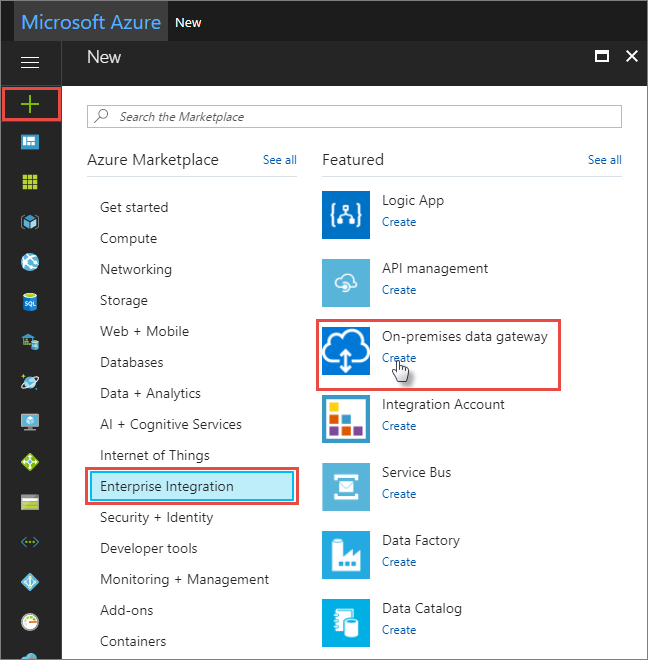 Microsoft Azure New
New
Search the Marketplace
Azure Marketplace See all
Get started
Compute
Networking
Storage
Web + Mobile
Databases
Data + Analytics
AI + Cognitive Services
Internet of Things
Enterprise Integration
Security + Identity
Developer tools
Monitoring + Management
Add-ons
Containers
Featured See all
Logic App
Create
API management
Create
On-premises data gateway
Create
Integration Account
Create
Service Bus
Create
Data Factory
Create
Data Catalog
Create
SQL